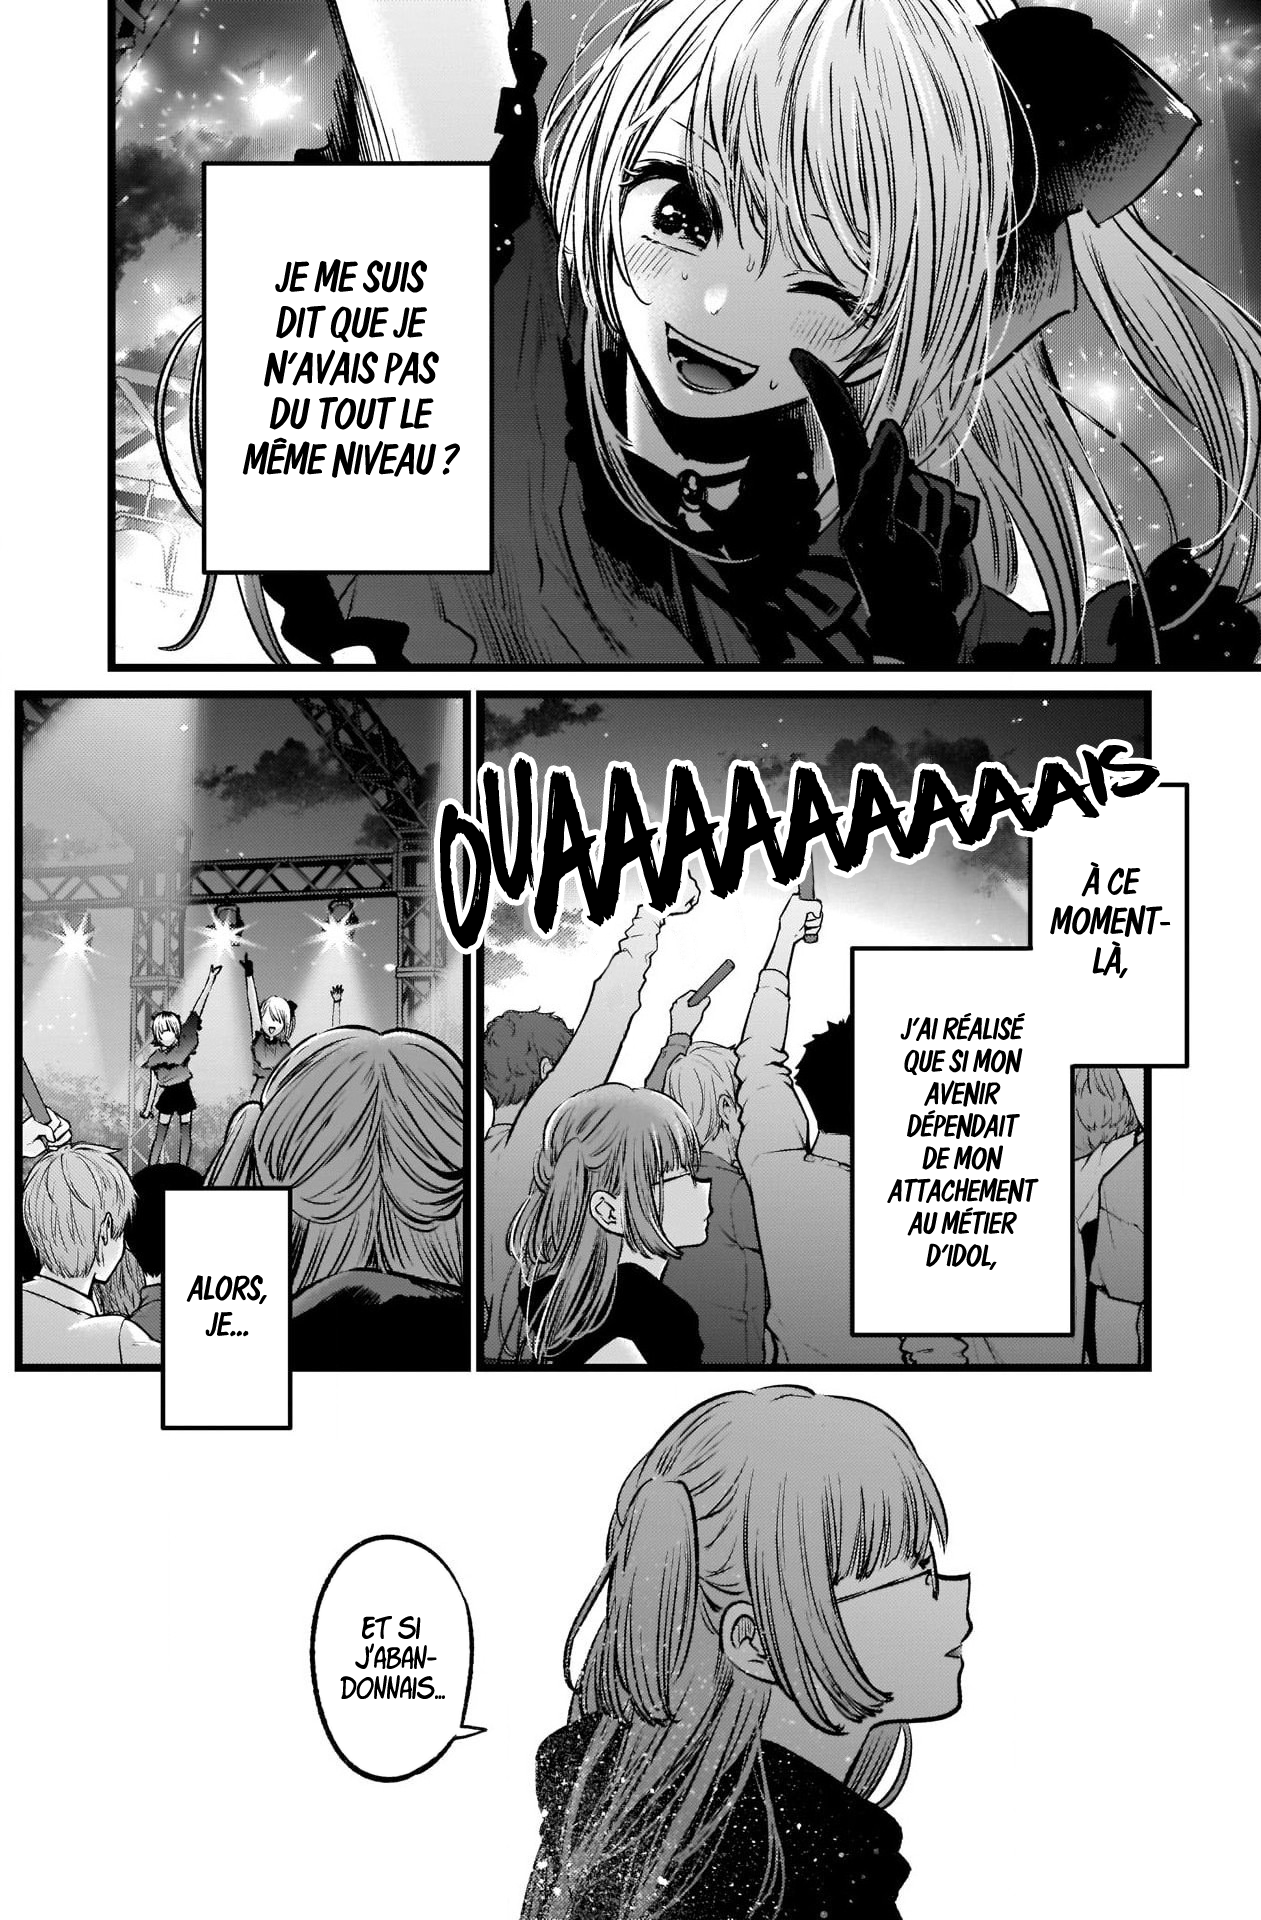 JE ME SUIS
DIT QUE JE
N'AVAIS PAS
DU TOUT LE
MÊME NIVEAU ?
OUAAAAAAAAAAIS
À CE
MOMENT-
LÀ,
J'AI RÉALISÉ
QUE SI MON
AVENIR
DÉPENDAIT
DE MON
ATTACHEMENT
AU MÉTIER
D'IDOL,
ALORS,
JE...
ET SI
J'ABAN-
DONNAIS...